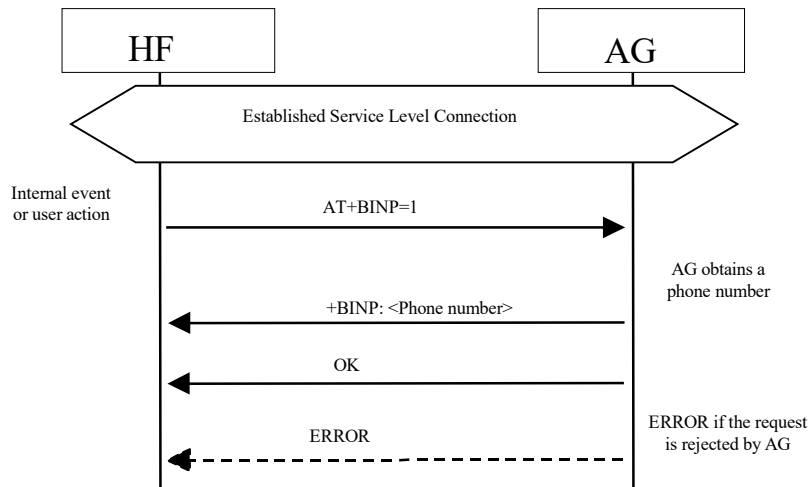 HF
AG
Established Service Level Connection
Internal event
or user action
AT+BINP=1
AG obtains a
phone number
+BINP: <Phone number>
OK
ERROR
ERROR if the request
is rejected by AG